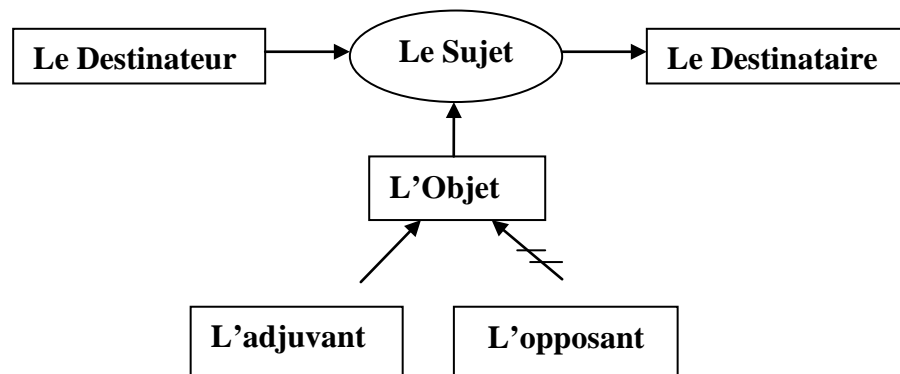 Le Destinateur
Le Sujet
Le Destinataire
L’Objet
L’adjuvant
L’opposant